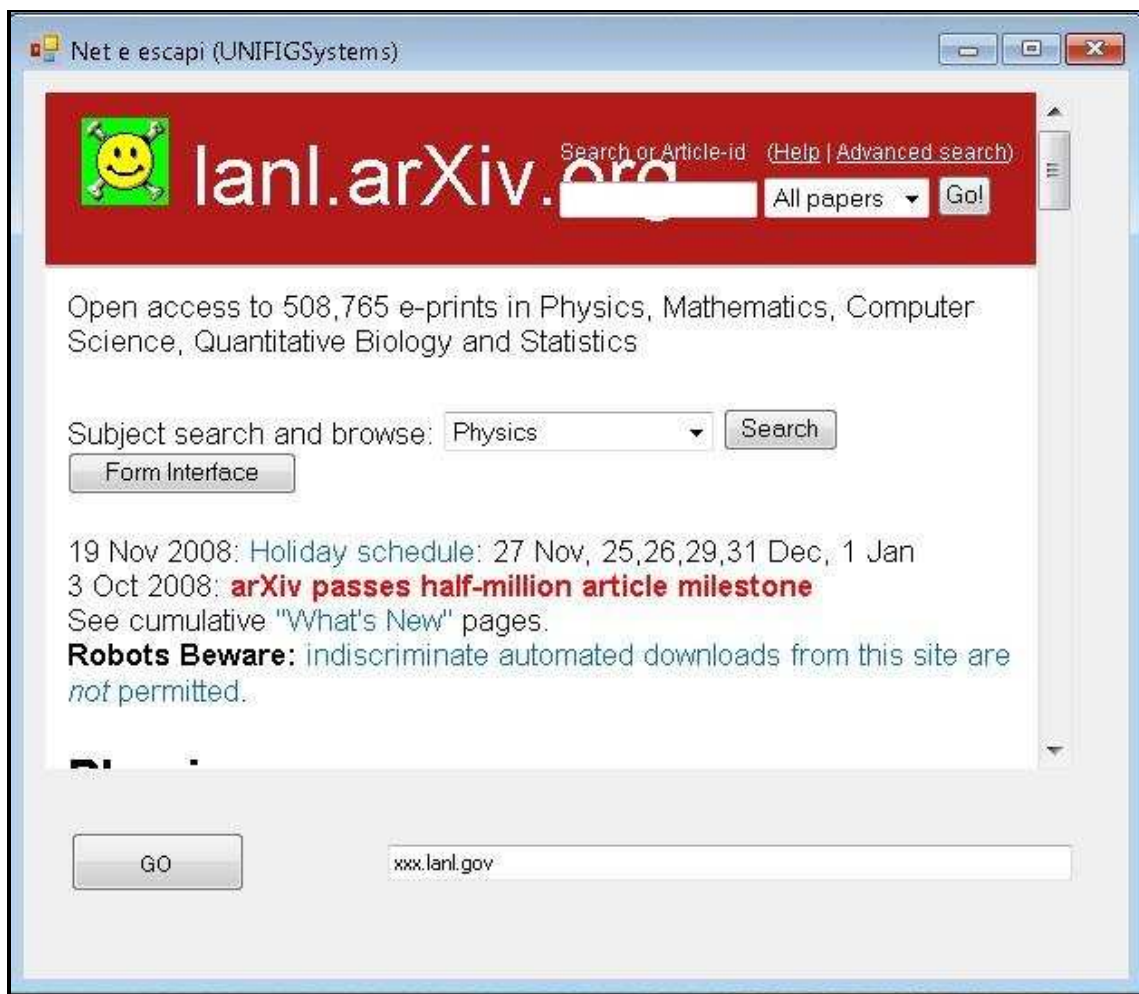 Net e escapi (UNIFIGSystems)
Search or Article-id (Help | Advanced search)
lanl.arXiv.org
All papers Go!
Open access to 508,765 e-prints in Physics, Mathematics, Computer
Science, Quantitative Biology and Statistics
Subject search and browse: Physics Search
Form Interface
19 Nov 2008: Holiday schedule: 27 Nov, 25,26,29,31 Dec, 1 Jan
3 Oct 2008: arXiv passes half-million article milestone
See cumulative "What's New" pages.
Robots Beware: indiscriminate automated downloads from this site are
not permitted.
GO xxx.lanl.gov